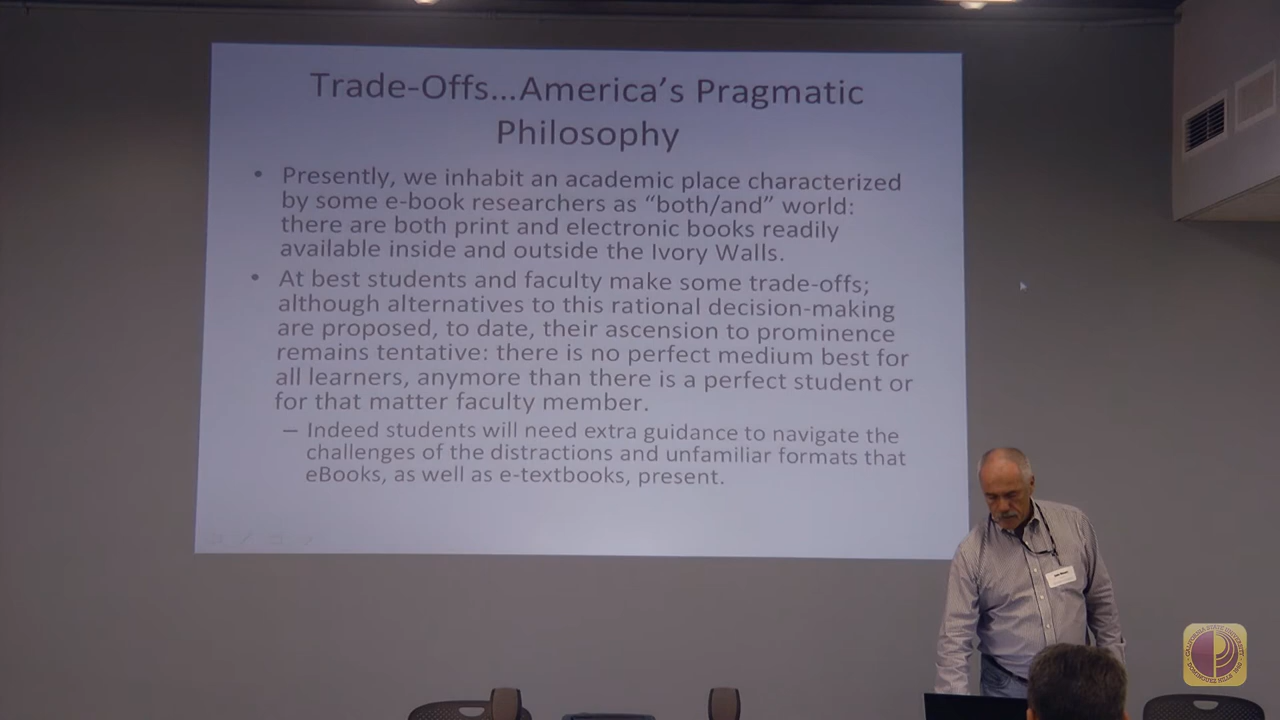 Trade-Offs...America's Pragmatic
Philosophy
• Presently, we inhabit an academic place characterized
by some e-book researchers as “both/and” world:
there are both print and electronic books readily
available inside and outside the Ivory Walls.
• At best students and faculty make some trade-offs;
although alternatives to this rational decision-making
are proposed, to date, their ascension to prominence
remains tentative: there is no perfect medium best for
all learners, anymore than there is a perfect student or
for that matter faculty member.
– Indeed students will need extra guidance to navigate the
challenges of the distractions and unfamiliar formats that
eBooks, as well as e-textbooks, present.
CALIFORNIA STATE UNIVERSITY
DOMINGUEZ HILLS